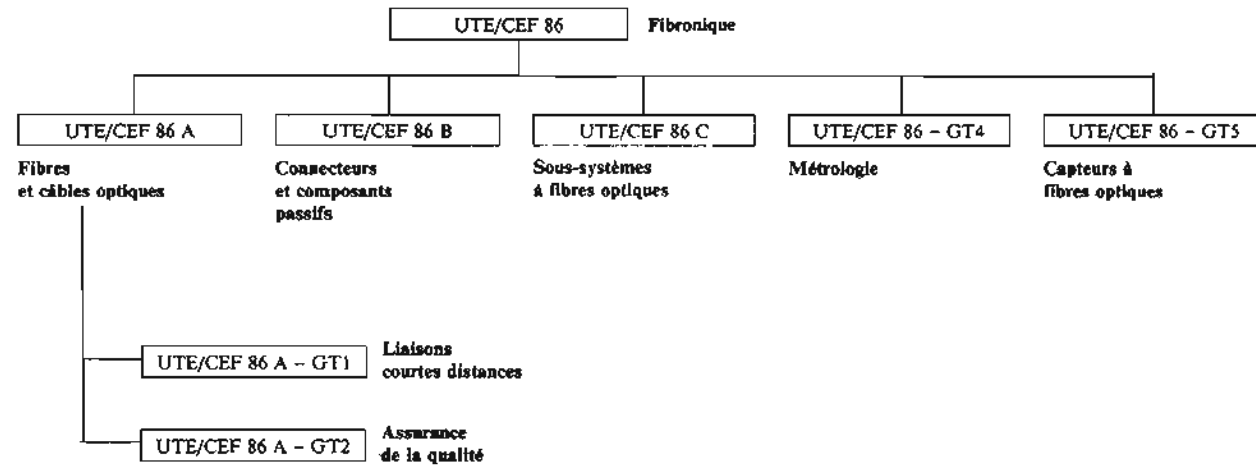 UTE/CEF 86
Fibronique
UTE/CEF 86 A
Fibres
et câbles optiques
UTE/CEF 86 B
Connecteurs
et composants
passifs
UTE/CEF 86 C
Sous-systèmes
à fibres optiques
UTE/CEF 86 – GT4
Métrologie
UTE/CEF 86 – GT5
Capteurs à
fibres optiques
UTE/CEF 86 A – GT1
Liaisons
courtes distances
UTE/CEF 86 A – GT2
Assurance
de la qualité